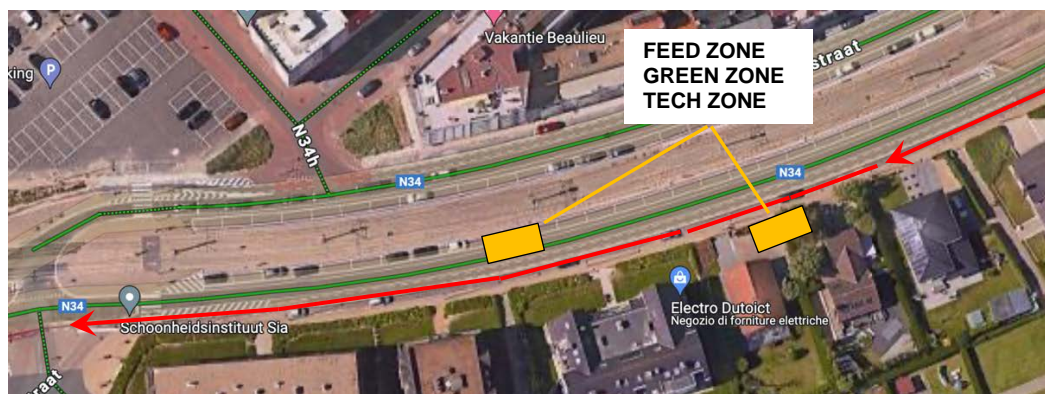 Vakantie Beaulieu
FEED ZONE
GREEN ZONE
TECH ZONE
straat
king
P
N34h
N34
N34
N34
Electro Dutoict
Negozio di forniture elettriche
Schoonheidsinstituut Sia
straat